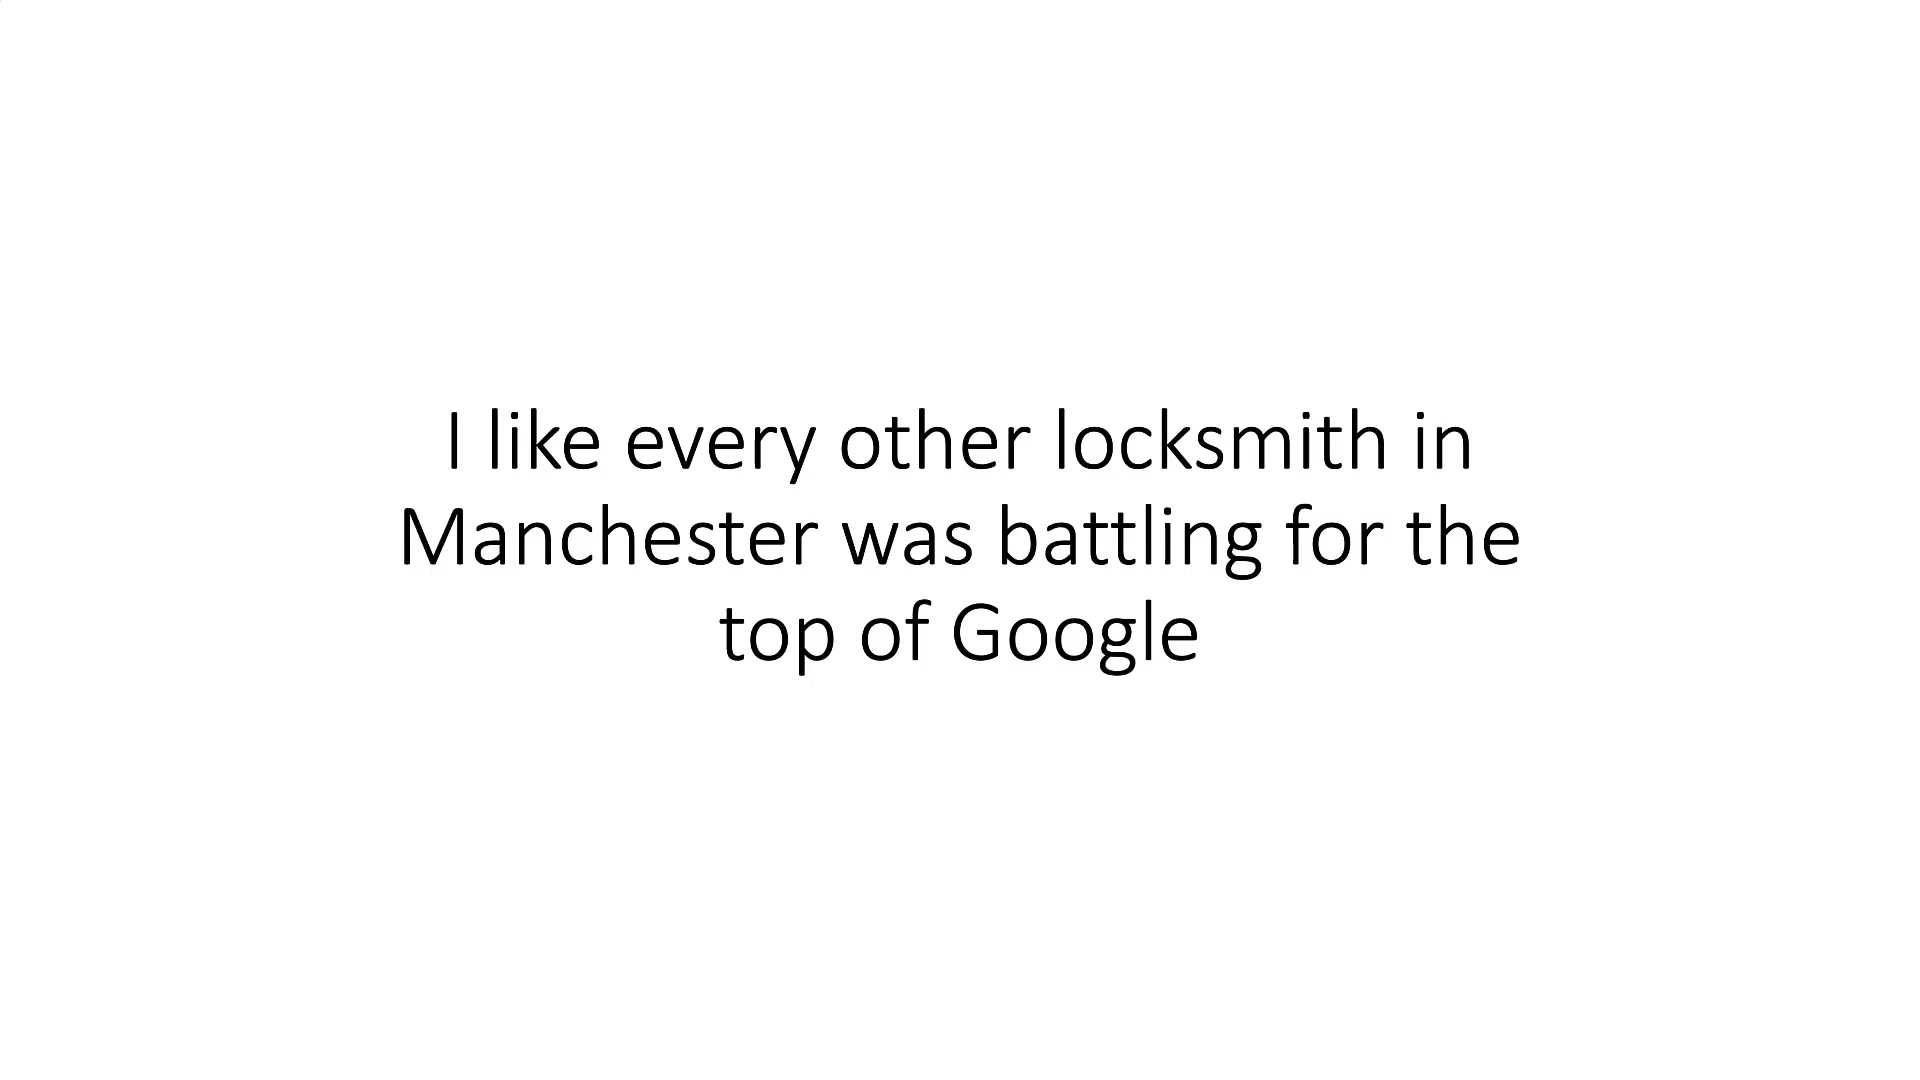 I like every other locksmith in
Manchester was battling for the
top of Google